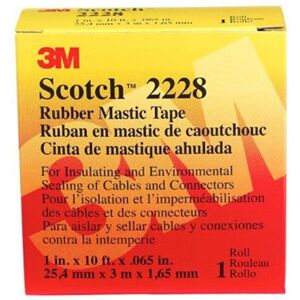 3M
Scotch™ 2228
Rubber Mastic Tape
Ruban en mastic de caoutchouc
Cinta de mastique ahulada
For Insulating and Environmental
Sealing of Cables and Connectors
Pour l'isolation et l'imperméabilisation
des câbles et des connecteurs
Para aislar y sellar cables y conexiones
contra la intemperie
1 in. x 10 ft. x .065 in.
25,4 mm x 3 m x 1,65 mm
1 Roll
Rouleau
Rollo